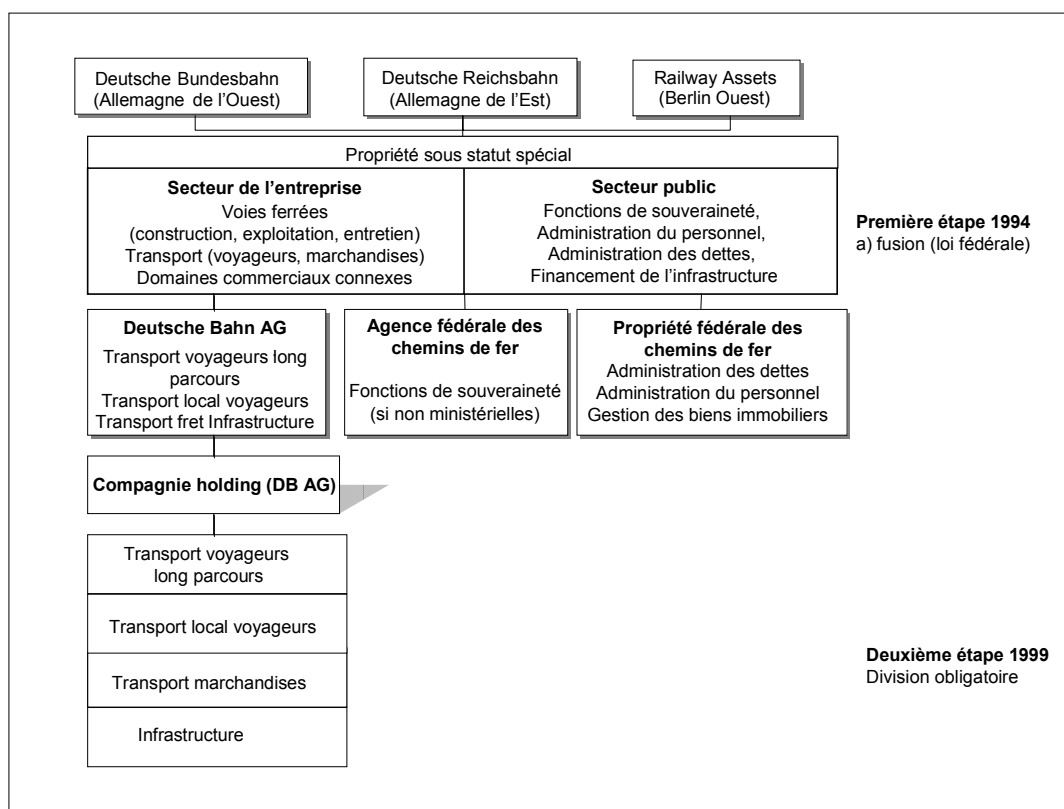 Deutsche Bundesbahn
(Allemagne de l'Ouest)
Deutsche Reichsbahn
(Allemagne de l'Est)
Railway Assets
(Berlin Ouest)
Propriété sous statut spécial
Secteur de l'entreprise
Voies ferrées
(construction, exploitation, entretien)
Transport (voyageurs, marchandises)
Domaines commerciaux connexes
Secteur public
Fonctions de souveraineté,
Administration du personnel,
Administration des dettes,
Financement de l'infrastructure
Première étape 1994
a) fusion (loi fédérale)
Deutsche Bahn AG
Transport voyageurs long
parcours
Transport local voyageurs
Transport fret Infrastructure
Agence fédérale des
chemins de fer
Fonctions de souveraineté
(si non ministérielles)
Propriété fédérale des
chemins de fer
Administration des dettes
Administration du personnel
Gestion des biens immobiliers
Compagnie holding (DB AG)
Transport voyageurs
long parcours
Transport local voyageurs
Transport marchandises
Infrastructure
Deuxième étape 1999
Division obligatoire